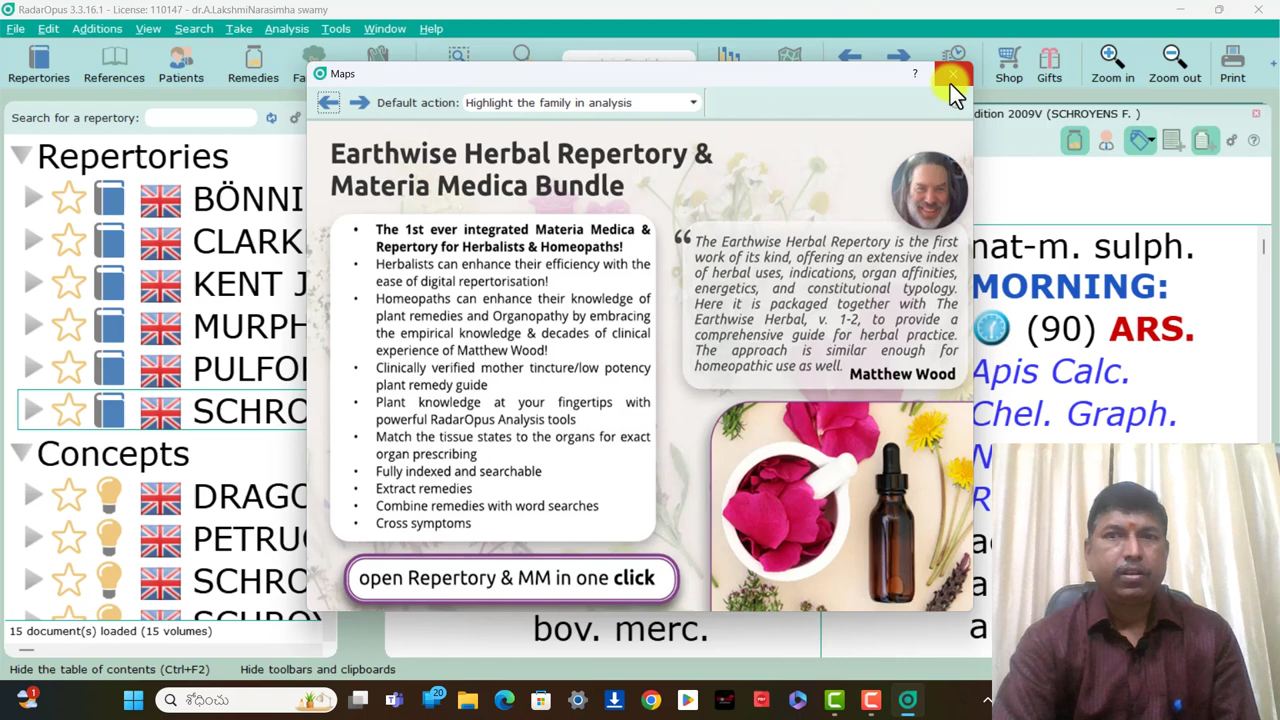 RadarOpus 3.3.16.1 - License: 110147 - dr.A.LakshmiNarasimha swamy
File Edit Additions View Search Take Analysis Tools Window Help
Repertories References Patients Remedies Shop Gifts Zoom in Zoom out Print
Maps
?
Default action: Highlight the family in analysis
Search for a repertory:
edition 2009V (SCHROYENS F. )
Repertories
BÖNNI
CLARK
KENT J
MURPH
PULFO
SCHRO
Concepts
DRAGO
PETRU
SCHRO
15 document(s) loaded (15 volumes)
Earthwise Herbal Repertory &
Materia Medica Bundle
• The 1st ever integrated Materia Medica &
Repertory for Herbalists & Homeopaths!
• Herbalists can enhance their efficiency with the
ease of digital repertorisation!
• Homeopaths can enhance their knowledge of
plant remedies and Organopathy by embracing
the empirical knowledge & decades of clinical
experience of Matthew Wood!
• Clinically verified mother tincture/low potency
plant remedy guide
• Plant knowledge at your fingertips with
powerful RadarOpus Analysis tools
• Match the tissue states to the organs for exact
organ prescribing
• Fully indexed and searchable
• Extract remedies
• Combine remedies with word searches
• Cross symptoms
open Repertory & MM in one click
“ The Earthwise Herbal Repertory is the first
work of its kind, offering an extensive index
of herbal uses, indications, organ affinities,
energetics, and constitutional typology.
Here it is packaged together with The
Earthwise Herbal, v. 1-2, to provide a
comprehensive guide for herbal practice.
The approach is similar enough for
homeopathic use as well.
Matthew Wood
nat-m. sulph.
MORNING:
(90) ARS.
Apis Calc.
Chel. Graph.
bov. merc.
Hide the table of contents (Ctrl+F2) Hide toolbars and clipboards
1
శోధించు
20